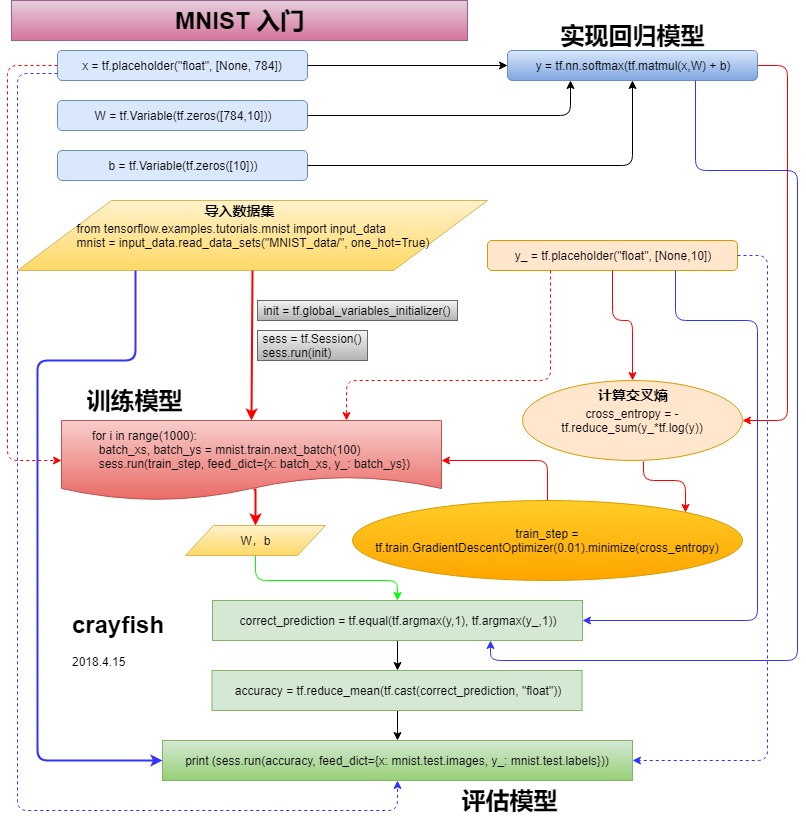 MNIST 入门
实现回归模型
x = tf.placeholder("float", [None, 784])
y = tf.nn.softmax(tf.matmul(x,W) + b)
W = tf.Variable(tf.zeros([784,10]))
b = tf.Variable(tf.zeros([10]))
导入数据集
from tensorflow.examples.tutorials.mnist import input_data
mnist = input_data.read_data_sets("MNIST_data/", one_hot=True)
y_ = tf.placeholder("float", [None,10])
init = tf.global_variables_initializer()
sess = tf.Session()
sess.run(init)
训练模型
计算交叉熵
cross_entropy = -
tf.reduce_sum(y_*tf.log(y))
for i in range(1000):
batch_xs, batch_ys = mnist.train.next_batch(100)
sess.run(train_step, feed_dict={x: batch_xs, y_: batch_ys})
W，b
train_step =
tf.train.GradientDescentOptimizer(0.01).minimize(cross_entropy)
crayfish
2018.4.15
correct_prediction = tf.equal(tf.argmax(y,1), tf.argmax(y_,1))
accuracy = tf.reduce_mean(tf.cast(correct_prediction, "float"))
print (sess.run(accuracy, feed_dict={x: mnist.test.images, y_: mnist.test.labels}))
评估模型